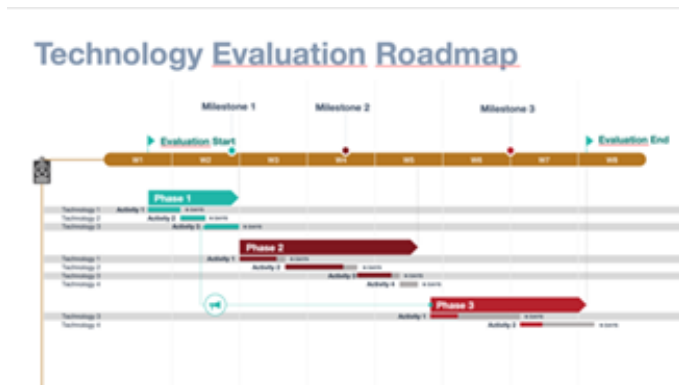 Technology Evaluation Roadmap
Milestone 1 Milestone 2 Milestone 3
Evaluation Start Evaluation End
W1 W2 W3 W4 W5 W6 W7 W8
Phase 1
Technology 1 Activity 1
Technology 2 Activity 2
Technology 3 Activity
Phase 2
Technology 1 Activity 1
Technology 2 Activity
Technology 3 Activity
Technology 4 Activity 4
Phase 3
Technology 3 Activity 1
Technology 4 Activity 2